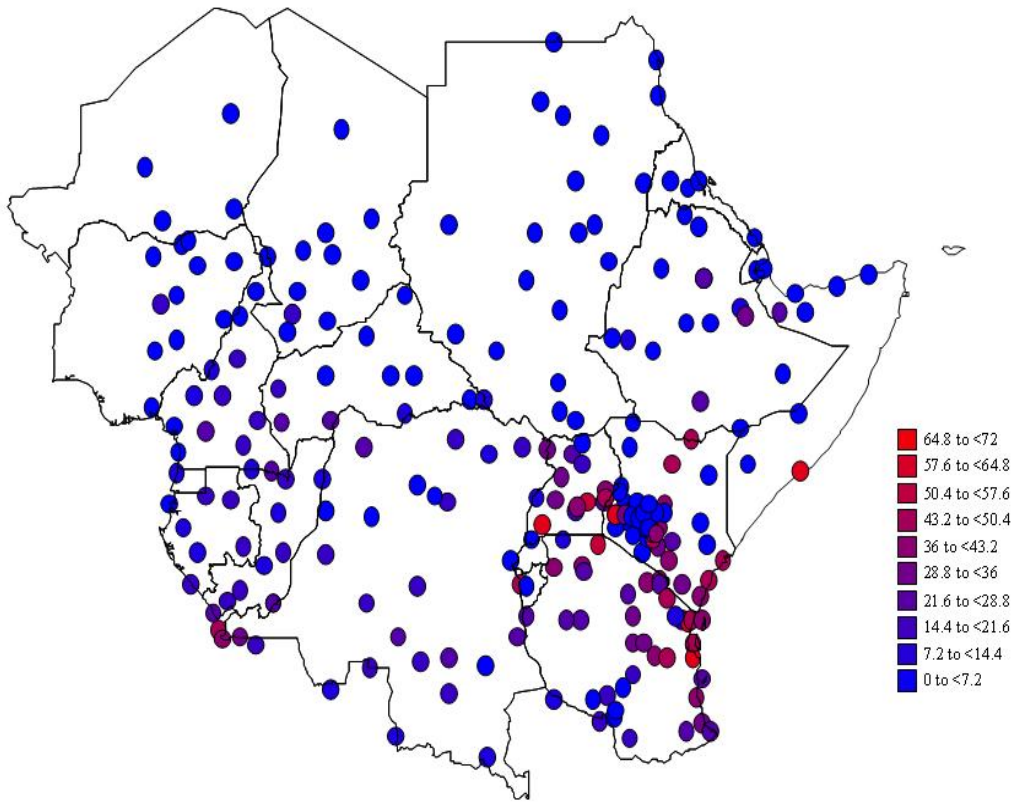 64.8 to <72
57.6 to <64.8
50.4 to <57.6
43.2 to <50.4
36 to <43.2
28.8 to <36
21.6 to <28.8
14.4 to <21.6
7.2 to <14.4
0 to <7.2